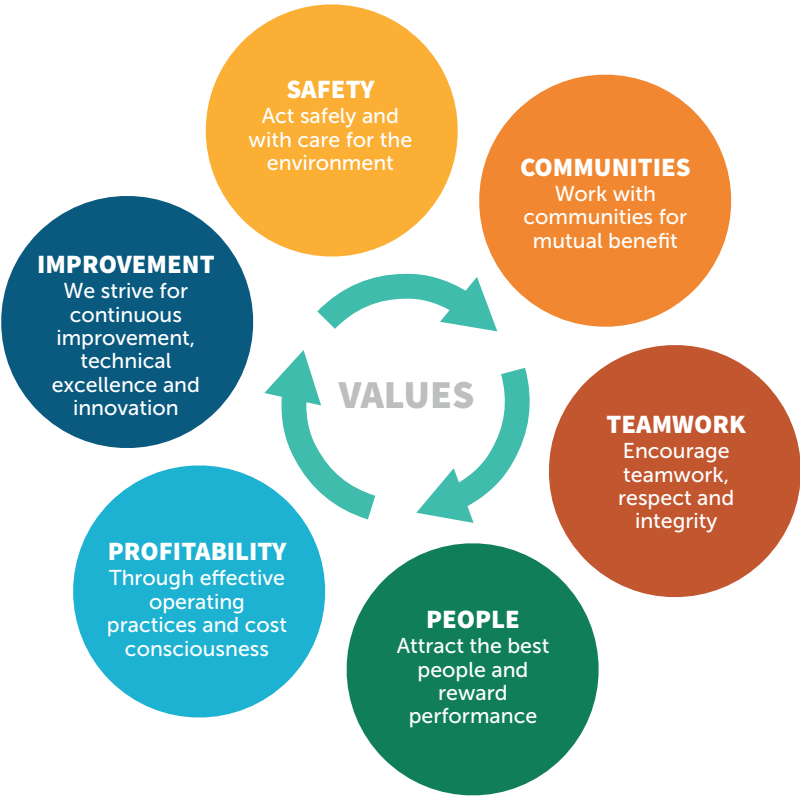 SAFETY
Act safely and
with care for the
environment
COMMUNITIES
Work with
communities for
mutual benefit
IMPROVEMENT
We strive for
continuous
improvement,
technical
excellence and
innovation
VALUES
TEAMWORK
Encourage
teamwork,
respect and
integrity
PROFITABILITY
Through effective
operating
practices and cost
consciousness
PEOPLE
Attract the best
people and
reward
performance